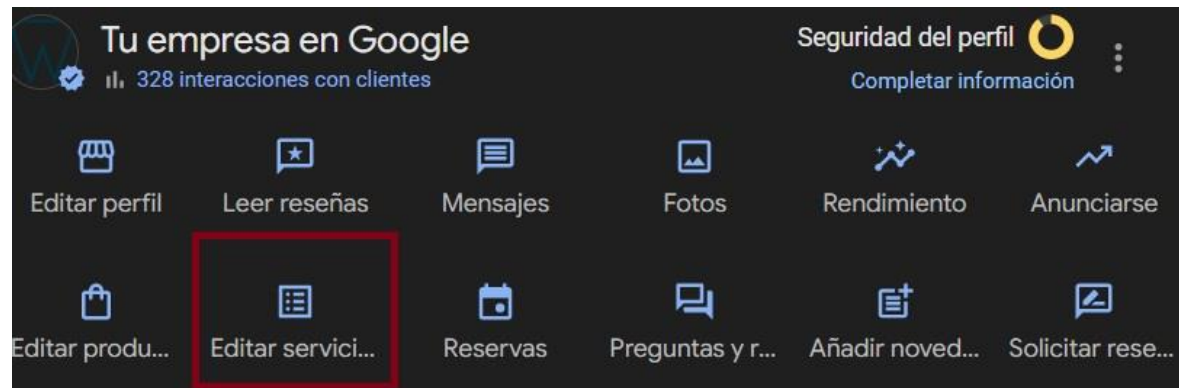 Tu empresa en Google
Seguridad del perfil
328 interacciones con clientes
Completar información
Editar perfil
Leer reseñas
Mensajes
Fotos
Rendimiento
Anunciarse
Editar produ...
Editar servici...
Reservas
Preguntas y r...
Añadir noved...
Solicitar rese...